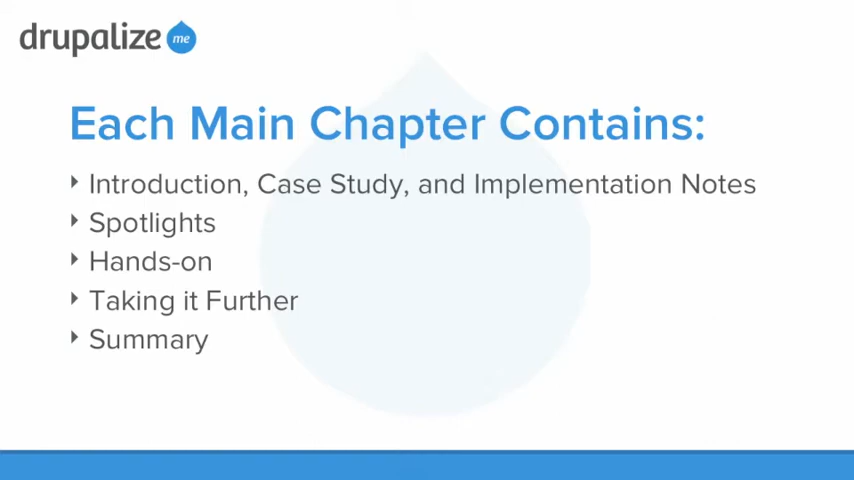 drupalize me
Each Main Chapter Contains:
Introduction, Case Study, and Implementation Notes
Spotlights
Hands-on
Taking it Further
Summary